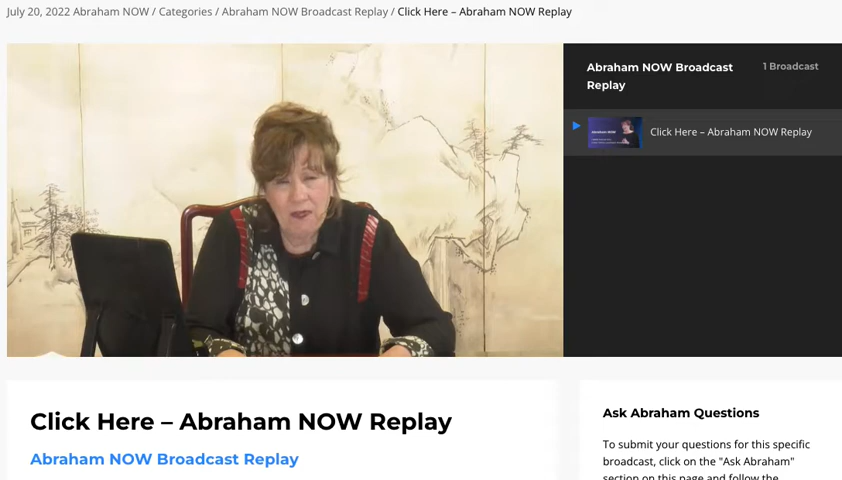 July 20, 2022 Abraham NOW / Categories / Abraham NOW Broadcast Replay / Click Here – Abraham NOW Replay
Abraham NOW Broadcast
Replay
1 Broadcast
Click Here – Abraham NOW Replay
Click Here – Abraham NOW Replay
Abraham NOW Broadcast Replay
Ask Abraham Questions
To submit your questions for this specific
broadcast, click on the "Ask Abraham"
section on this page and follow the